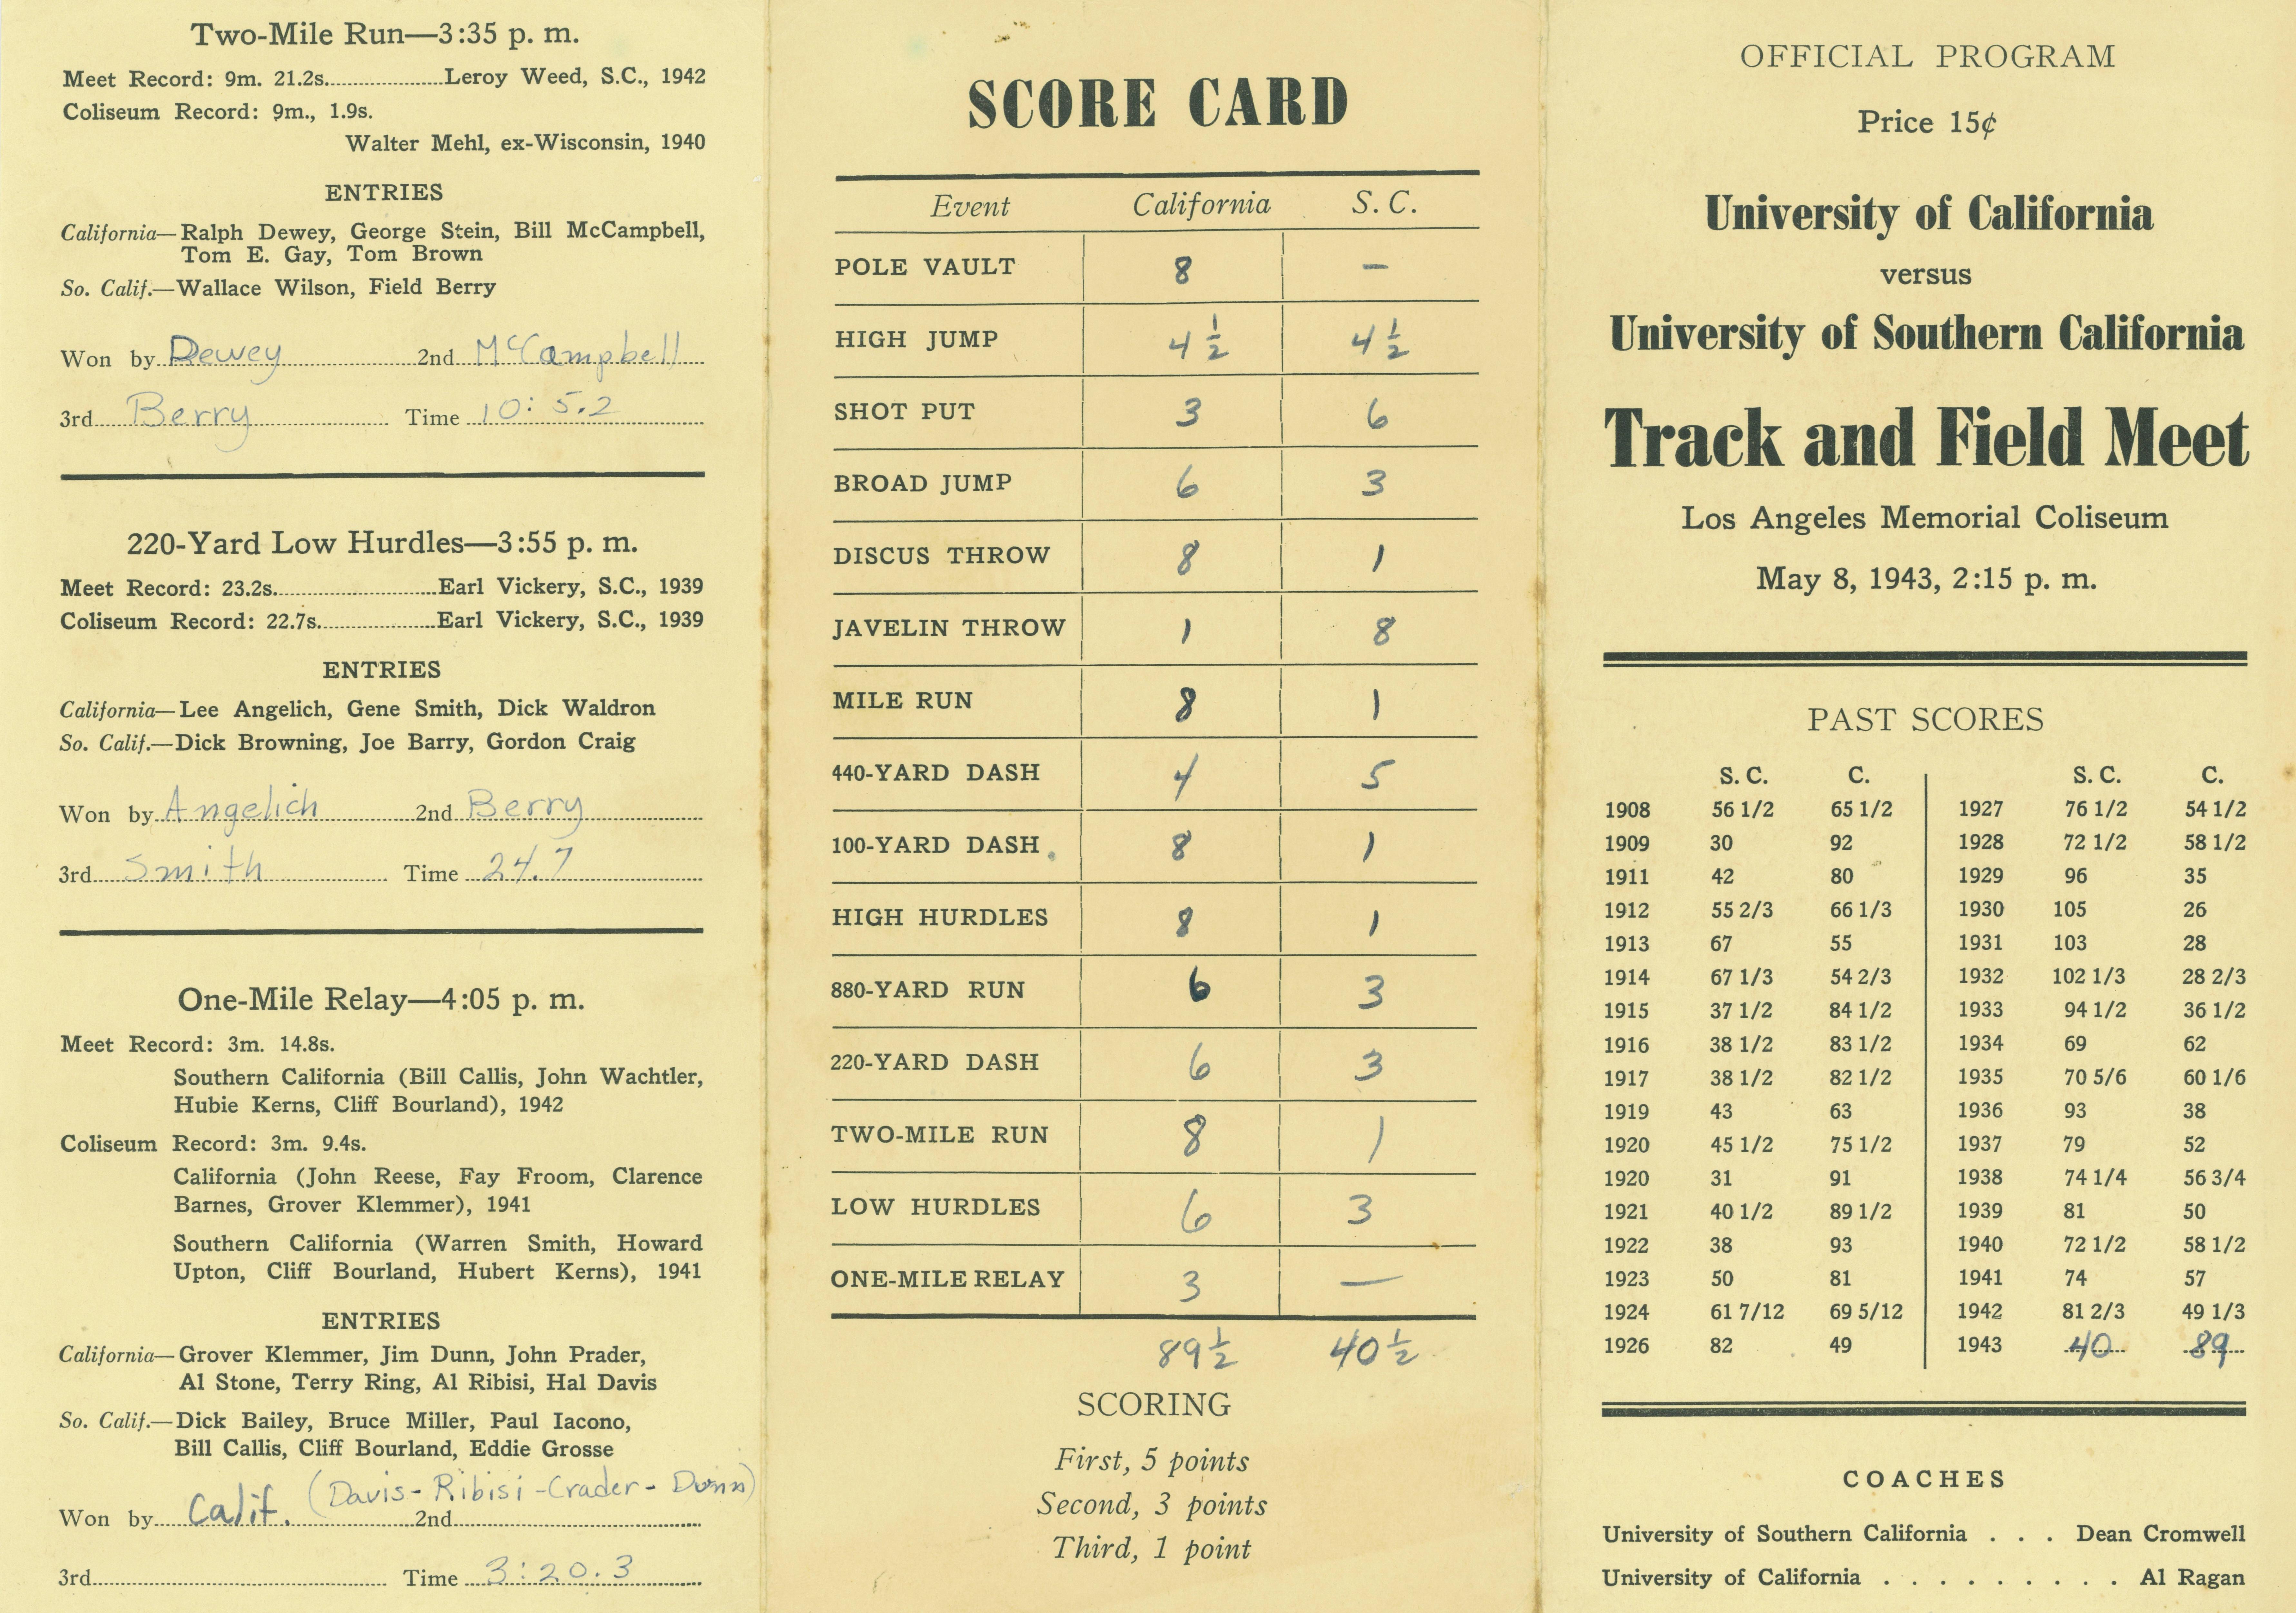 Two-Mile Run—3:35 p. m.
Meet Record: 9m. 21.2s. Leroy Weed, S.C., 1942
Coliseum Record: 9m., 1.9s.
Walter Mehl, ex-Wisconsin, 1940
ENTRIES
California—Ralph Dewey, George Stein, Bill McCampbell,
Tom E. Gay, Tom Brown
So. Calif.—Wallace Wilson, Field Berry
Won by Dewey 2nd McCampbell
3rd Berry Time 10:5.2
220-Yard Low Hurdles—3:55 p. m.
Meet Record: 23.2s. Earl Vickery, S.C., 1939
Coliseum Record: 22.7s. Earl Vickery, S.C., 1939
ENTRIES
California—Lee Angelich, Gene Smith, Dick Waldron
So. Calif.—Dick Browning, Joe Barry, Gordon Craig
Won by Angelich 2nd Berry
3rd Smith Time 24.7
One-Mile Relay—4:05 p. m.
Meet Record: 3m. 14.8s.
Southern California (Bill Callis, John Wachtler,
Hubie Kerns, Cliff Bourland), 1942
Coliseum Record: 3m. 9.4s.
California (John Reese, Fay Froom, Clarence
Barnes, Grover Klemmer), 1941
Southern California (Warren Smith, Howard
Upton, Cliff Bourland, Hubert Kerns), 1941
ENTRIES
California—Grover Klemmer, Jim Dunn, John Prader,
Al Stone, Terry Ring, Al Ribisi, Hal Davis
So. Calif.—Dick Bailey, Bruce Miller, Paul Iacono,
Bill Callis, Cliff Bourland, Eddie Grosse
(Davis-Ribisi-Crader-Dunn)
Won by Calif. 2nd
3rd Time 3:20.3
SCORE CARD
Event California S. C.
POLE VAULT 8 —
HIGH JUMP 4 1/2 4 1/2
SHOT PUT 3 6
BROAD JUMP 6 3
DISCUS THROW 8 1
JAVELIN THROW 1 8
MILE RUN 8 1
440-YARD DASH 4 5
100-YARD DASH 8 1
HIGH HURDLES 8 1
880-YARD RUN 6 3
220-YARD DASH 6 3
TWO-MILE RUN 8 1
LOW HURDLES 6 3
ONE-MILE RELAY 3 —
89 1/2 40 1/2
SCORING
First, 5 points
Second, 3 points
Third, 1 point
OFFICIAL PROGRAM
Price 15¢
University of California
versus
University of Southern California
Track and Field Meet
Los Angeles Memorial Coliseum
May 8, 1943, 2:15 p. m.
PAST SCORES
S. C. C. S. C. C.
1908 56 1/2 65 1/2 1927 76 1/2 54 1/2
1909 30 92 1928 72 1/2 58 1/2
1911 42 80 1929 96 35
1912 55 2/3 66 1/3 1930 105 26
1913 67 55 1931 103 28
1914 67 1/3 54 2/3 1932 102 1/3 28 2/3
1915 37 1/2 84 1/2 1933 94 1/2 36 1/2
1916 38 1/2 83 1/2 1934 69 62
1917 38 1/2 82 1/2 1935 70 5/6 60 1/6
1919 43 63 1936 93 38
1920 45 1/2 75 1/2 1937 79 52
1920 31 91 1938 74 1/4 56 3/4
1921 40 1/2 89 1/2 1939 81 50
1922 38 93 1940 72 1/2 58 1/2
1923 50 81 1941 74 57
1924 61 7/12 69 5/12 1942 81 2/3 49 1/3
1926 82 49 1943 40 89
COACHES
University of Southern California . . . Dean Cromwell
University of California . . . . . . . . . Al Ragan